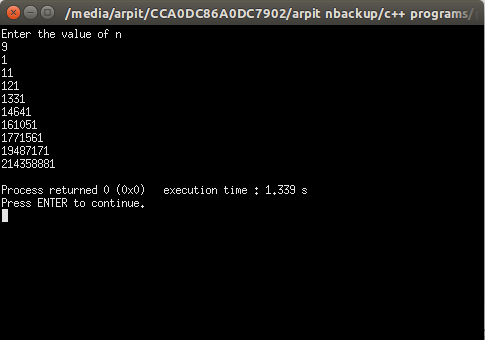 /media/arpit/CCA0DC86A0DC7902/arpit nbackup/c++ programs/
Enter the value of n
9
1
11
121
1331
14641
161051
1771561
19487171
214358881
Process returned 0 (0x0)   execution time : 1.339 s
Press ENTER to continue.